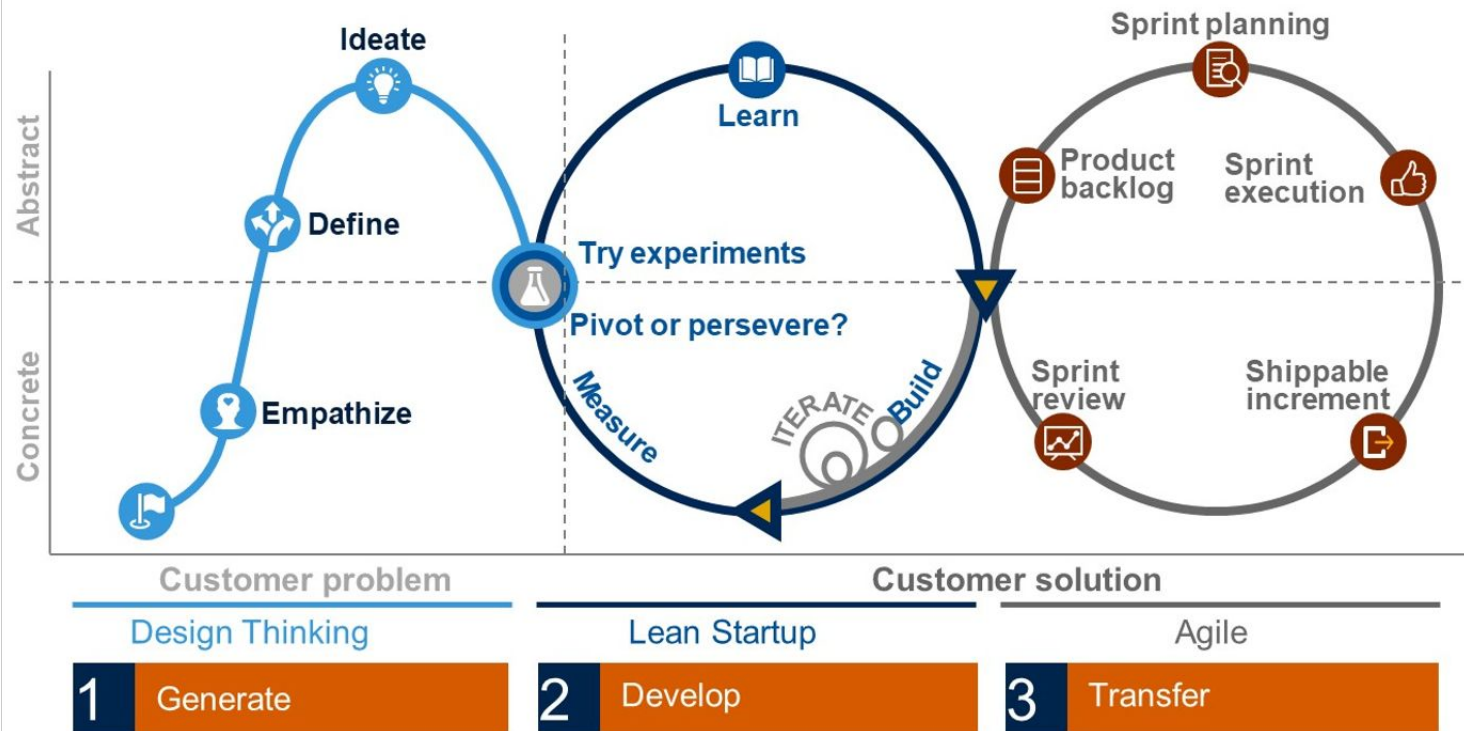 Ideate
Sprint planning
Abstract
Learn
Product
backlog
Sprint
execution
Define
Try experiments
Pivot or persevere?
Concrete
Empathize
Measure
ITERATE
Build
Sprint
review
Shippable
increment
Customer problem
Customer solution
Design Thinking
Lean Startup
Agile
1 Generate
2 Develop
3 Transfer